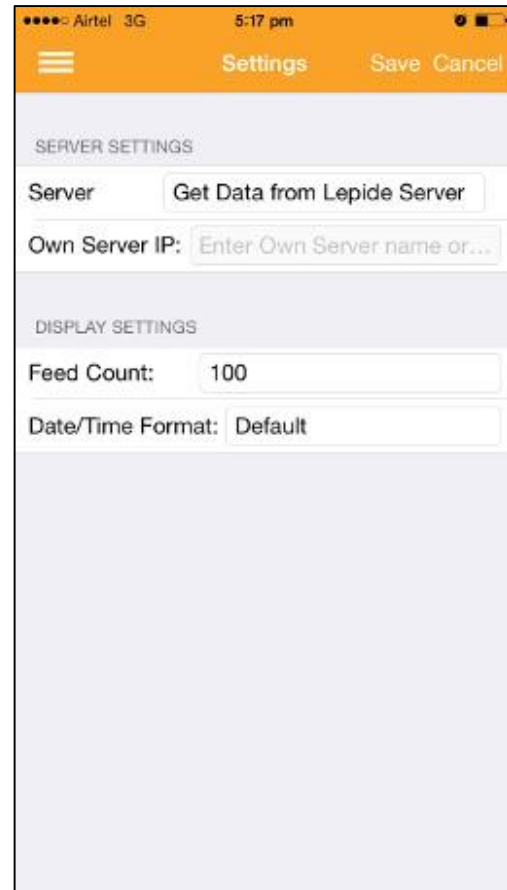 Airtel 3G 5:17 pm
Settings Save Cancel
SERVER SETTINGS
Server Get Data from Lepide Server
Own Server IP: Enter Own Server name or...
DISPLAY SETTINGS
Feed Count: 100
Date/Time Format: Default